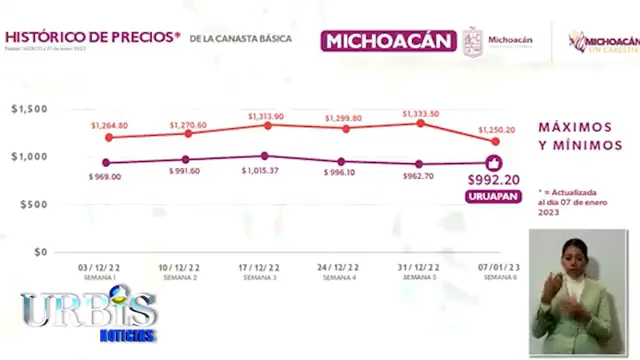 HISTÓRICO DE PRECIOS*
DE LA CANASTA BÁSICA
MICHOACÁN
Michoacán
MICHOACÁN
$1,500
$1,000
$500
$0
$1,264.80
$1,270.60
$1,313.90
$1,299.80
$1,333.50
$1,250.20
$969.00
$991.60
$1,015.37
$996.10
$962.70
$992.20
URUAPAN
03/12/22
SEMANA 1
10/12/22
SEMANA 2
17/12/22
SEMANA 3
24/12/22
SEMANA 4
31/12/22
SEMANA 5
07/01/23
SEMANA 6
MÁXIMOS
Y MÍNIMOS
* = Actualizada
al día 07 de enero
2023
URBIS
NOTICIAS